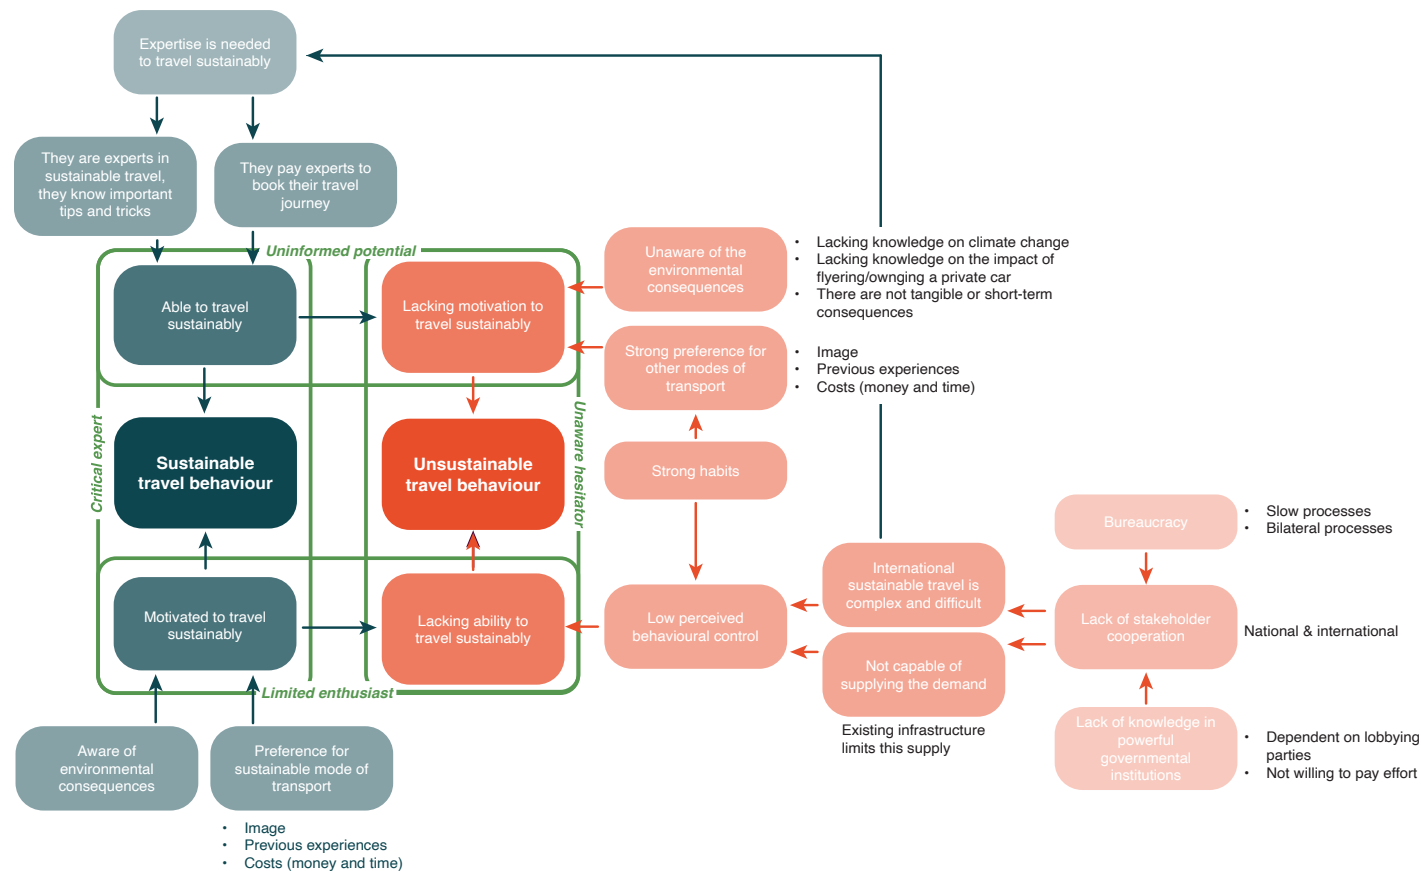 Expertise is needed
to travel sustainably
They are experts in
sustainable travel,
they know important
tips and tricks
They pay experts to
book their travel
journey
Uninformed potential
Able to travel
sustainably
Lacking motivation to
travel sustainably
Unaware of the
environmental
consequences
• Lacking knowledge on climate change
• Lacking knowledge on the impact of
flyering/ownging a private car
• There are not tangible or short-term
consequences
Strong preference for
other modes of
transport
• Image
• Previous experiences
• Costs (money and time)
Critical expert
Sustainable
travel behaviour
Unsustainable
travel behaviour
Unaware hesitator
Strong habits
Bureaucracy
• Slow processes
• Bilateral processes
Motivated to travel
sustainably
Lacking ability to
travel sustainably
Low perceived
behavioural control
International
sustainable travel is
complex and difficult
Not capable of
supplying the demand
Existing infrastructure
limits this supply
Lack of stakeholder
cooperation
National & international
Lack of knowledge in
powerful
governmental
institutions
• Dependent on lobbying
parties
• Not willing to pay effort
Limited enthusiast
Aware of
environmental
consequences
Preference for
sustainable mode of
transport
• Image
• Previous experiences
• Costs (money and time)